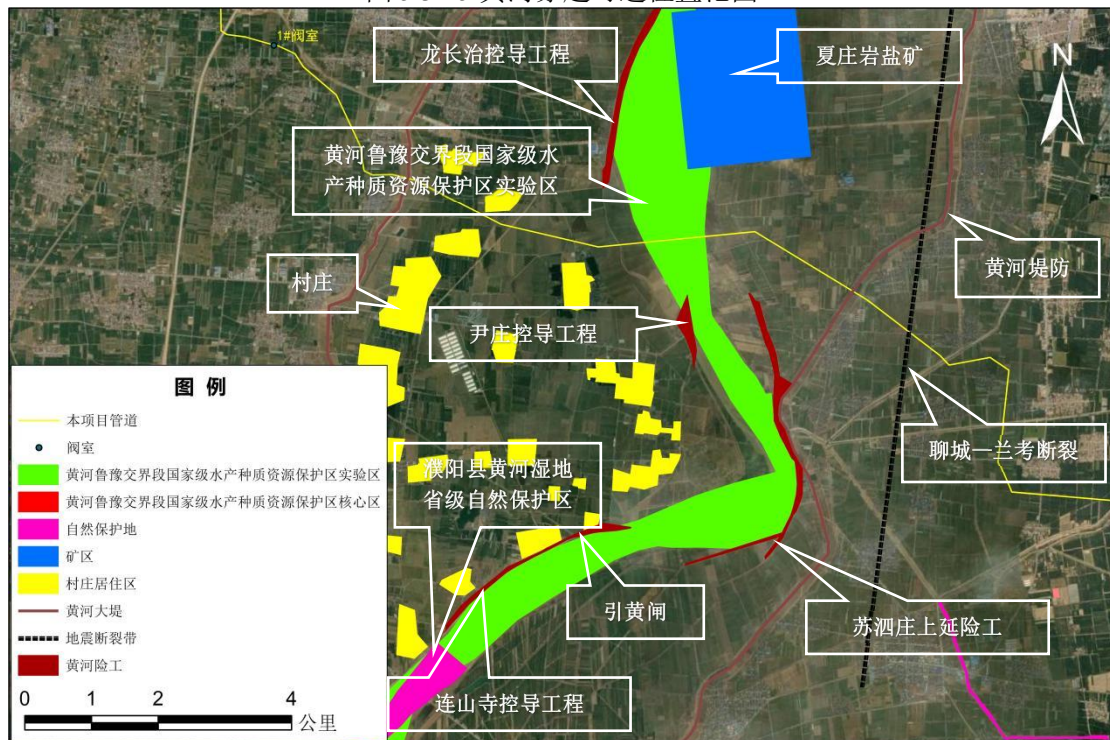 1#阀室
龙长治控导工程
夏庄岩盐矿
N
黄河鲁豫交界段国家级水
产种质资源保护区实验区
村庄
黄河堤防
尹庄控导工程
聊城—兰考断裂
濮阳县黄河湿地
省级自然保护区
引黄闸
苏泗庄上延险工
连山寺控导工程
图 例
本项目管道
阀室
黄河鲁豫交界段国家级水产种质资源保护区实验区
黄河鲁豫交界段国家级水产种质资源保护区核心区
自然保护地
矿区
村庄居住区
黄河大堤
地震断裂带
黄河险工
0 1 2 4
公里